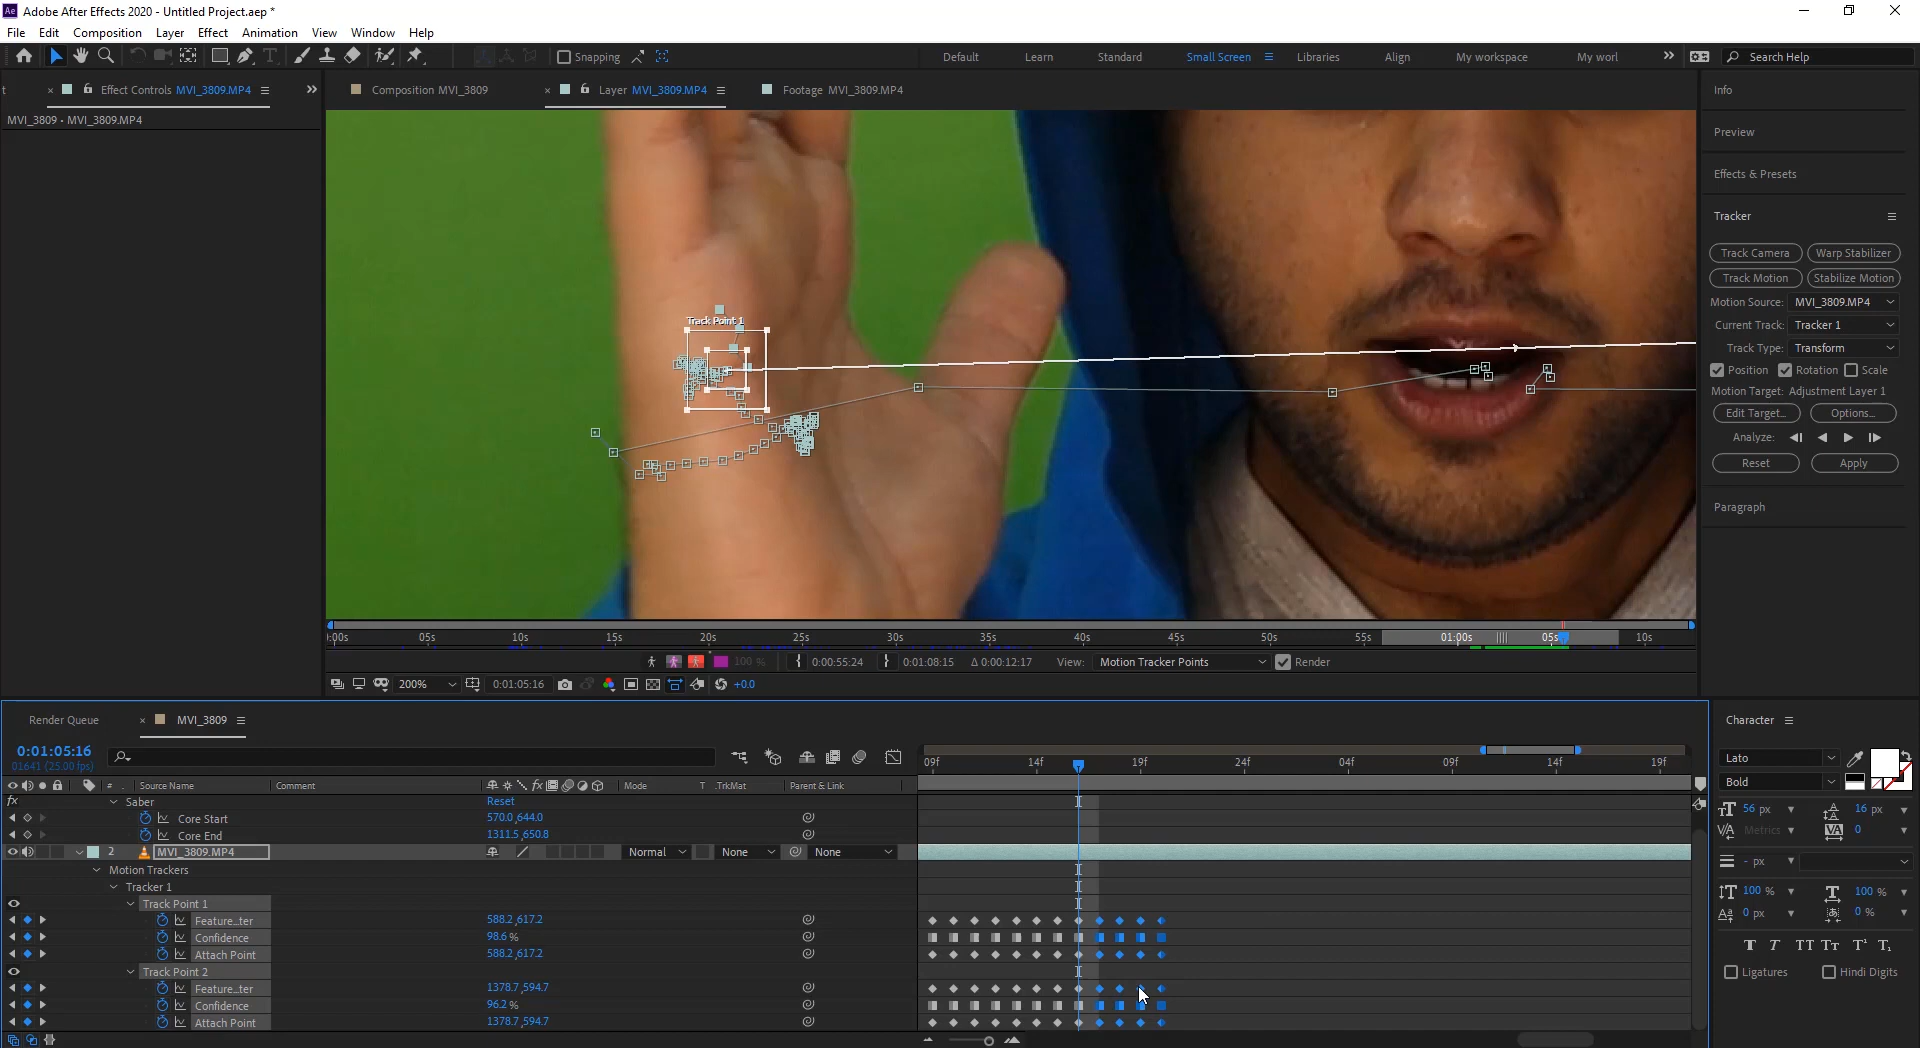 Ae Adobe After Effects 2020 - Untitled Project.aep *
File Edit Composition Layer Effect Animation View Window Help
Snapping
Default Learn Standard Small Screen Libraries Align My workspace My worl Search Help
t × Effect Controls MVI_3809.MP4
Composition MVI_3809
× Layer MVI_3809.MP4
Footage MVI_3809.MP4
MVI_3809 • MVI_3809.MP4
Track Point 1
Info
Preview
Effects & Presets
Tracker
Track Camera Warp Stabilizer
Track Motion Stabilize Motion
Motion Source: MVI_3809.MP4
Current Track: Tracker 1
Track Type: Transform
Position Rotation Scale
Motion Target: Adjustment Layer 1
Edit Target... Options...
Analyze:
Reset Apply
Paragraph
:00s 05s 10s 15s 20s 25s 30s 35s 40s 45s 50s 55s 01:00s 05s 10s
100 % 0:00:55:24 0:01:08:15 Δ 0:00:12:17 View: Motion Tracker Points Render
200% 0:01:05:16 +0.0
Render Queue × MVI_3809
0:01:05:16
01641 (25.00 fps)
# Source Name Comment fx Mode T .TrkMat Parent & Link
09f 14f 19f 24f 04f 09f 14f 19f
fx Saber Reset
Core Start 570.0,644.0
Core End 1311.5,650.8
2 MVI_3809.MP4 Normal None None
Motion Trackers
Tracker 1
Track Point 1
Feature...ter 588.2,617.2
Confidence 98.6 %
Attach Point 588.2,617.2
Track Point 2
Feature...ter 1378.7,594.7
Confidence 96.2 %
Attach Point 1378.7,594.7
Character
Lato
Bold
56 px 16 px
Metrics 0
- px
100 % 100 %
0 px 0 %
T T TT Tt T' T,
Ligatures Hindi Digits